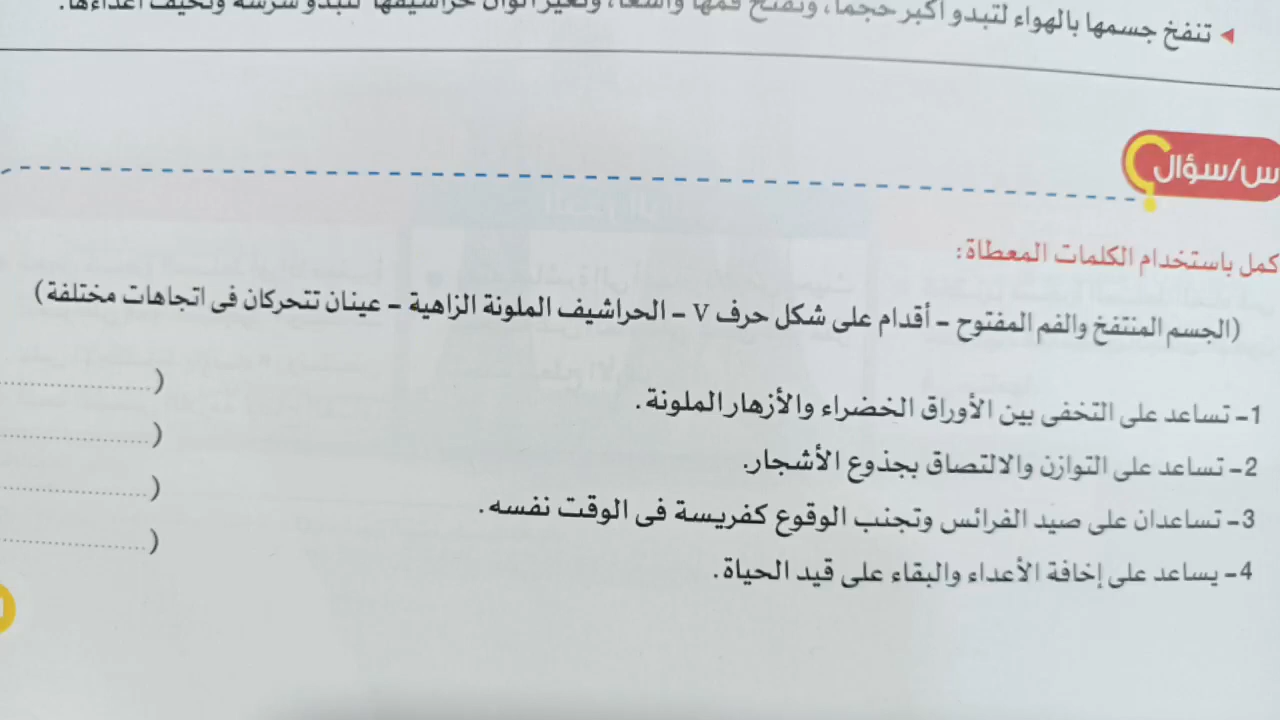 ◄ تنفخ جسمها بالهواء لتبدو أكبر حجمًا، وتفتح فمها واسعًا، وتغير ألوان حراشيفها لتبدو شرسة وتخيف أعداءها.
س/سؤال
كمل باستخدام الكلمات المعطاة:
(الجسم المنتفخ والفم المفتوح – أقدام على شكل حرف V – الحراشيف الملونة الزاهية – عينان تتحركان فى اتجاهات مختلفة)
1– تساعد على التخفى بين الأوراق الخضراء والأزهار الملونة. (..................
2– تساعد على التوازن والالتصاق بجذوع الأشجار. (..................
3– تساعدان على صيد الفرائس وتجنب الوقوع كفريسة فى الوقت نفسه. (..................
4– يساعد على إخافة الأعداء والبقاء على قيد الحياة. (..................